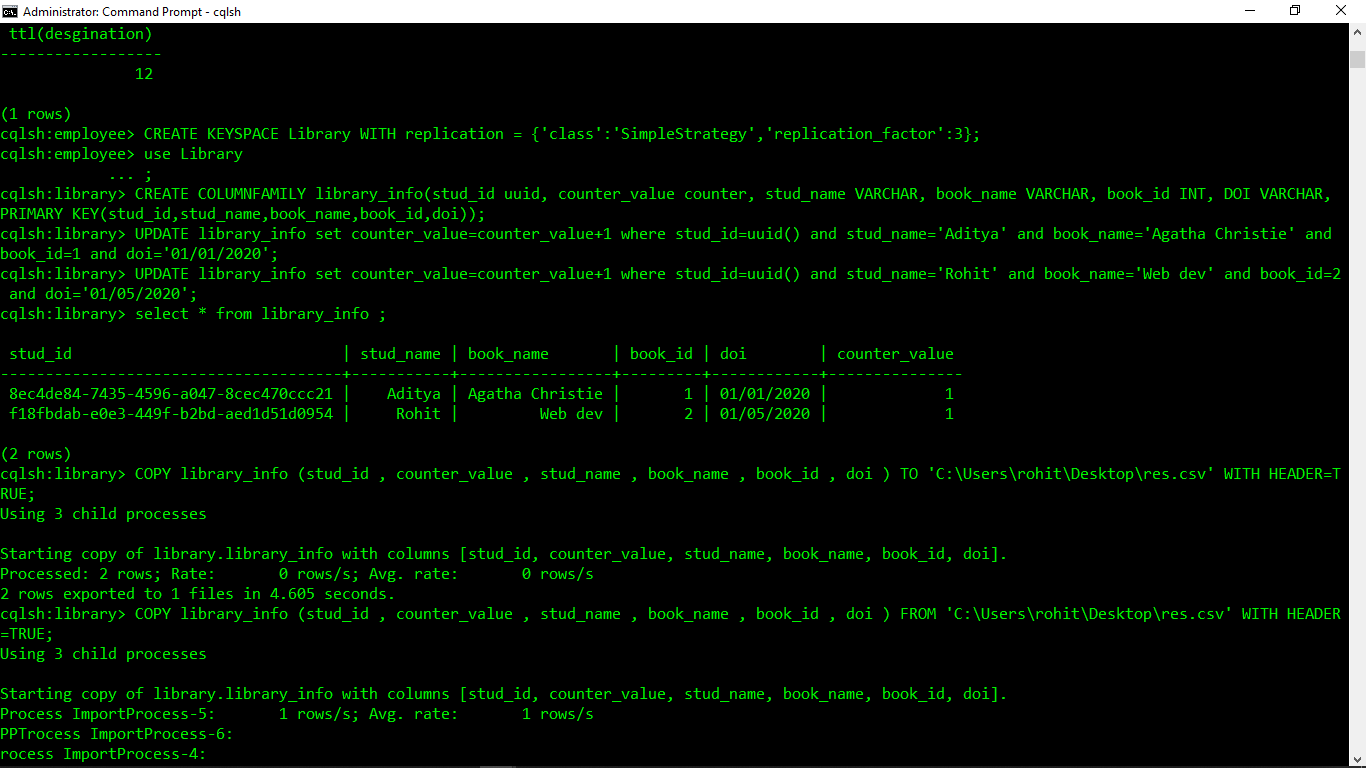 Administrator: Command Prompt - cqlsh
ttl(desgination)
------------------
12
(1 rows)
cqlsh:employee> CREATE KEYSPACE Library WITH replication = {'class':'SimpleStrategy','replication_factor':3};
cqlsh:employee> use Library
... ;
cqlsh:library> CREATE COLUMNFAMILY library_info(stud_id uuid, counter_value counter, stud_name VARCHAR, book_name VARCHAR, book_id INT, DOI VARCHAR,
PRIMARY KEY(stud_id,stud_name,book_name,book_id,doi));
cqlsh:library> UPDATE library_info set counter_value=counter_value+1 where stud_id=uuid() and stud_name='Aditya' and book_name='Agatha Christie' and
book_id=1 and doi='01/01/2020';
cqlsh:library> UPDATE library_info set counter_value=counter_value+1 where stud_id=uuid() and stud_name='Rohit' and book_name='Web dev' and book_id=2
and doi='01/05/2020';
cqlsh:library> select * from library_info ;
stud_id | stud_name | book_name | book_id | doi | counter_value
--------------------------------------+-----------+-----------------+---------+------------+---------------
8ec4de84-7435-4596-a047-8cec470ccc21 | Aditya | Agatha Christie | 1 | 01/01/2020 | 1
f18fbdab-e0e3-449f-b2bd-aed1d51d0954 | Rohit | Web dev | 2 | 01/05/2020 | 1
(2 rows)
cqlsh:library> COPY library_info (stud_id , counter_value , stud_name , book_name , book_id , doi ) TO 'C:\Users\rohit\Desktop\res.csv' WITH HEADER=T
RUE;
Using 3 child processes
Starting copy of library.library_info with columns [stud_id, counter_value, stud_name, book_name, book_id, doi].
Processed: 2 rows; Rate: 0 rows/s; Avg. rate: 0 rows/s
2 rows exported to 1 files in 4.605 seconds.
cqlsh:library> COPY library_info (stud_id , counter_value , stud_name , book_name , book_id , doi ) FROM 'C:\Users\rohit\Desktop\res.csv' WITH HEADER
=TRUE;
Using 3 child processes
Starting copy of library.library_info with columns [stud_id, counter_value, stud_name, book_name, book_id, doi].
Process ImportProcess-5: 1 rows/s; Avg. rate: 1 rows/s
PPTrocess ImportProcess-6:
rocess ImportProcess-4: